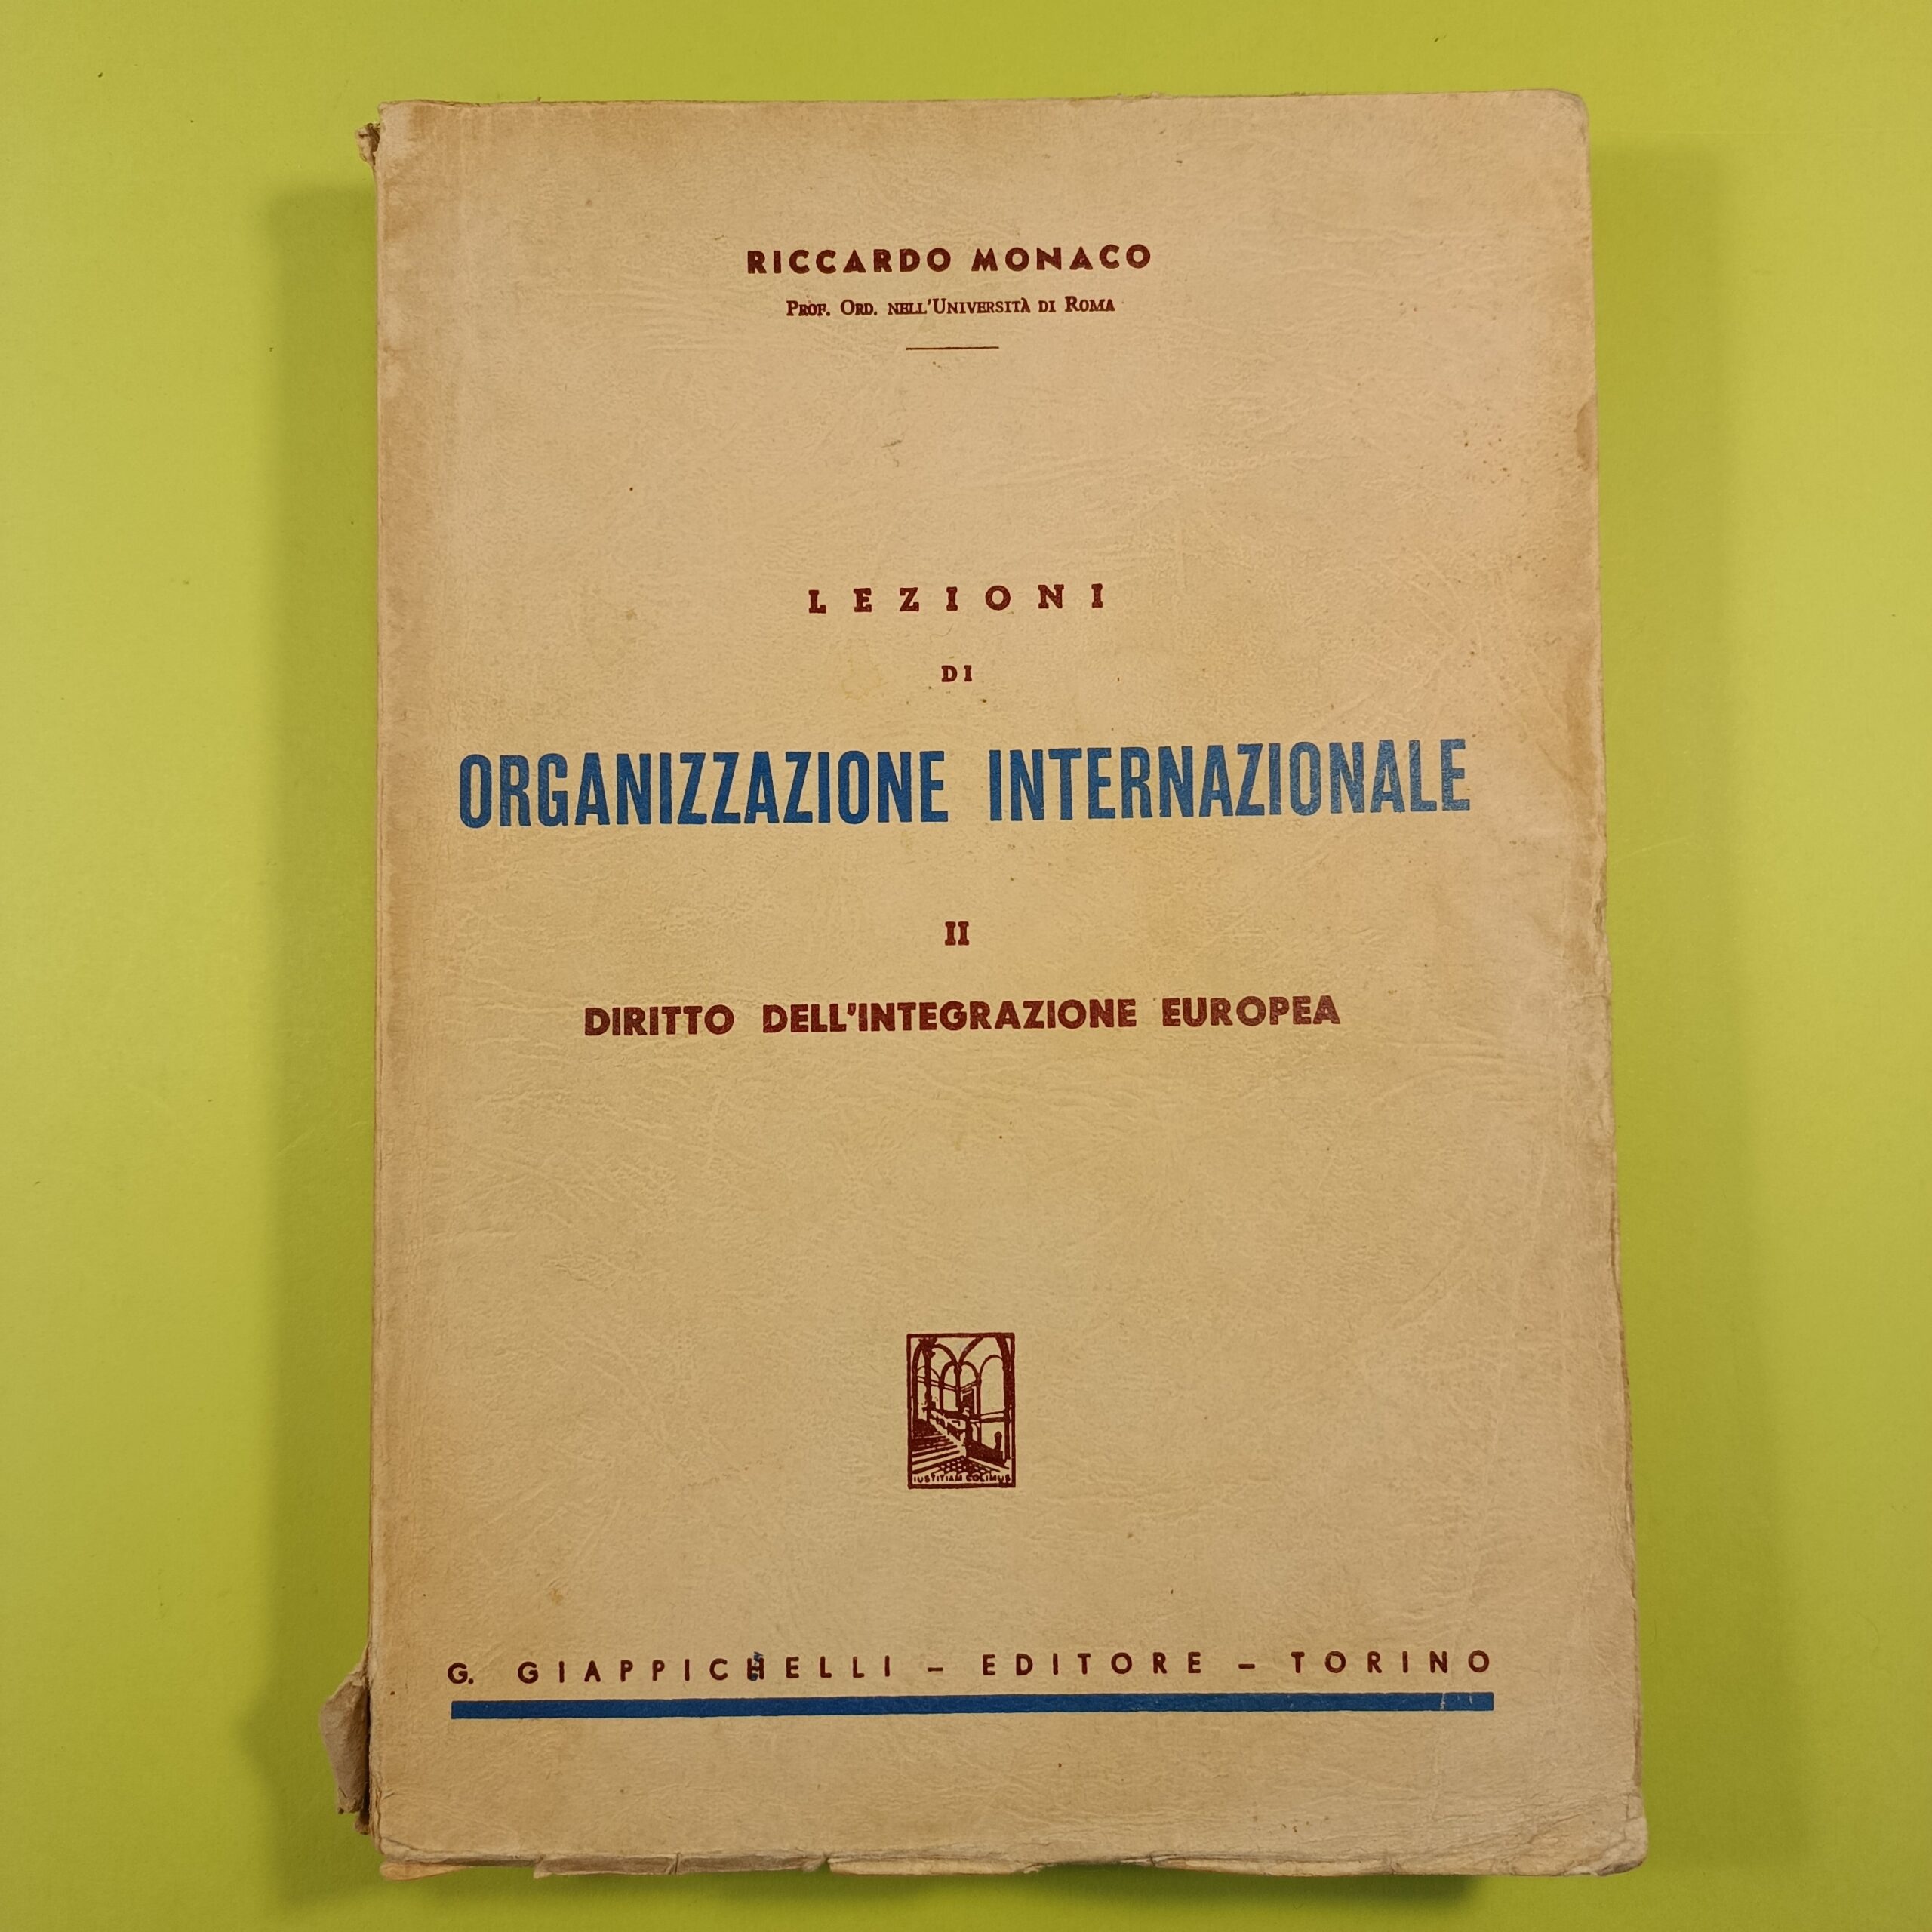 RICCARDO MONACO
PROF. ORD. NELL'UNIVERSITÀ DI ROMA
LEZIONI
DI
ORGANIZZAZIONE INTERNAZIONALE
II
DIRITTO DELL'INTEGRAZIONE EUROPEA
IUSTITIAM COLIMUS
G. GIAPPICHELLI - EDITORE - TORINO